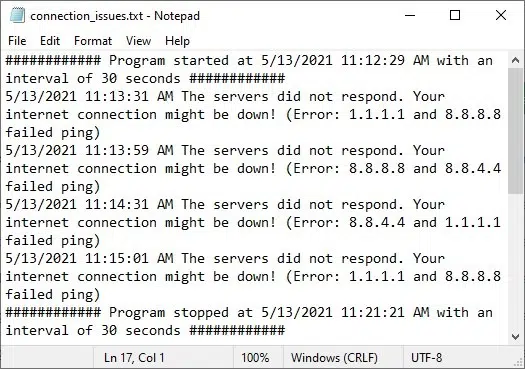 connection_issues.txt - Notepad
File Edit Format View Help
############ Program started at 5/13/2021 11:12:29 AM with an
interval of 30 seconds ############
5/13/2021 11:13:31 AM The servers did not respond. Your
internet connection might be down! (Error: 1.1.1.1 and 8.8.8.8
failed ping)
5/13/2021 11:13:59 AM The servers did not respond. Your
internet connection might be down! (Error: 8.8.8.8 and 8.8.4.4
failed ping)
5/13/2021 11:14:31 AM The servers did not respond. Your
internet connection might be down! (Error: 8.8.4.4 and 1.1.1.1
failed ping)
5/13/2021 11:15:01 AM The servers did not respond. Your
internet connection might be down! (Error: 1.1.1.1 and 8.8.8.8
failed ping)
############ Program stopped at 5/13/2021 11:21:21 AM with an
interval of 30 seconds ############
Ln 17, Col 1 100% Windows (CRLF) UTF-8